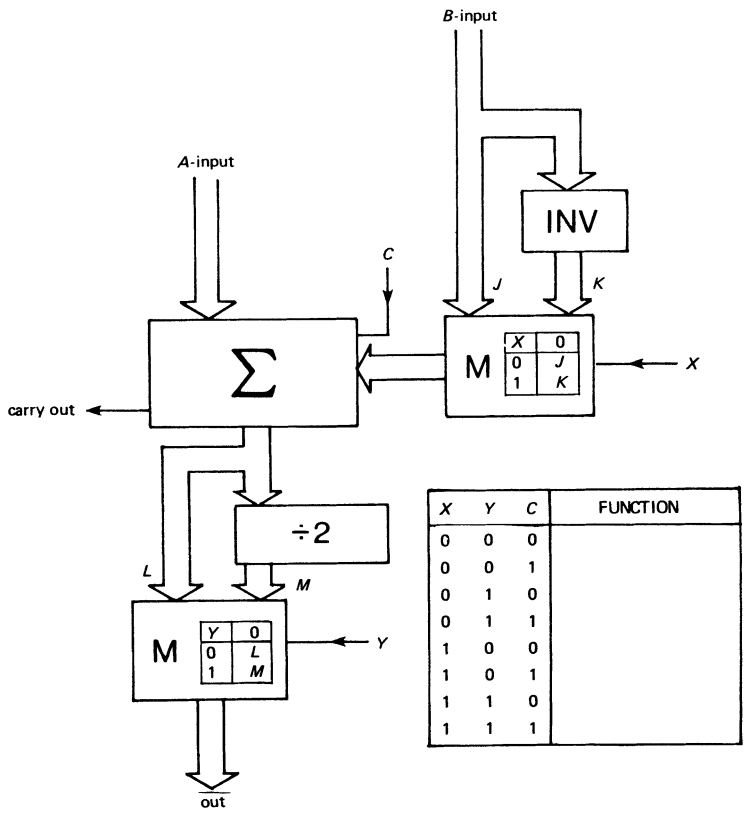 B-input
A-input
INV
C
J
K
Σ
M
X 0
0 J
1 K
X
carry out
÷2
L
M
M
Y 0
0 L
1 M
Y
out
X Y C FUNCTION
0 0 0
0 0 1
0 1 0
0 1 1
1 0 0
1 0 1
1 1 0
1 1 1